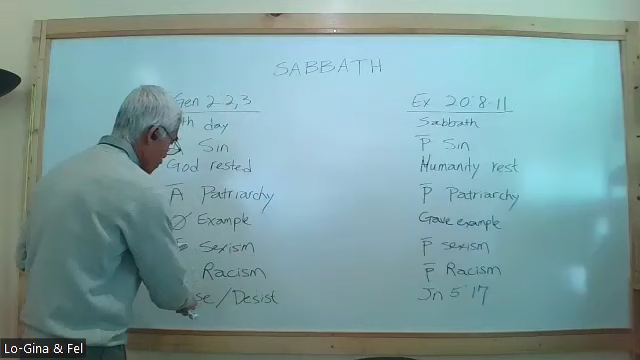 SABBATH
Gen 2-2,3
Ex 20:8-11
th day
Sabbath
Sin
P̅ Sin
God rested
Humanity rest
A̅ Patriarchy
P̅ Patriarchy
Example
Gave example
Sexism
P̅ sexism
Racism
P̅ Racism
se/Desist
Jn 5:17
Lo-Gina & Fel